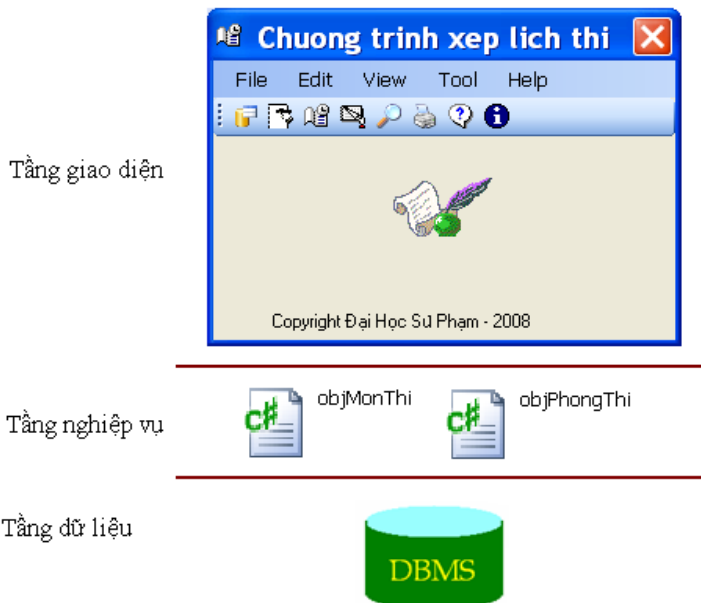 Chuong trinh xep lich thi
File Edit View Tool Help
Tầng giao diện
Copyright Đại Học Sư Phạm - 2008
objMonThi
objPhongThi
C#
C#
Tầng nghiệp vụ
Tầng dữ liệu
DBMS